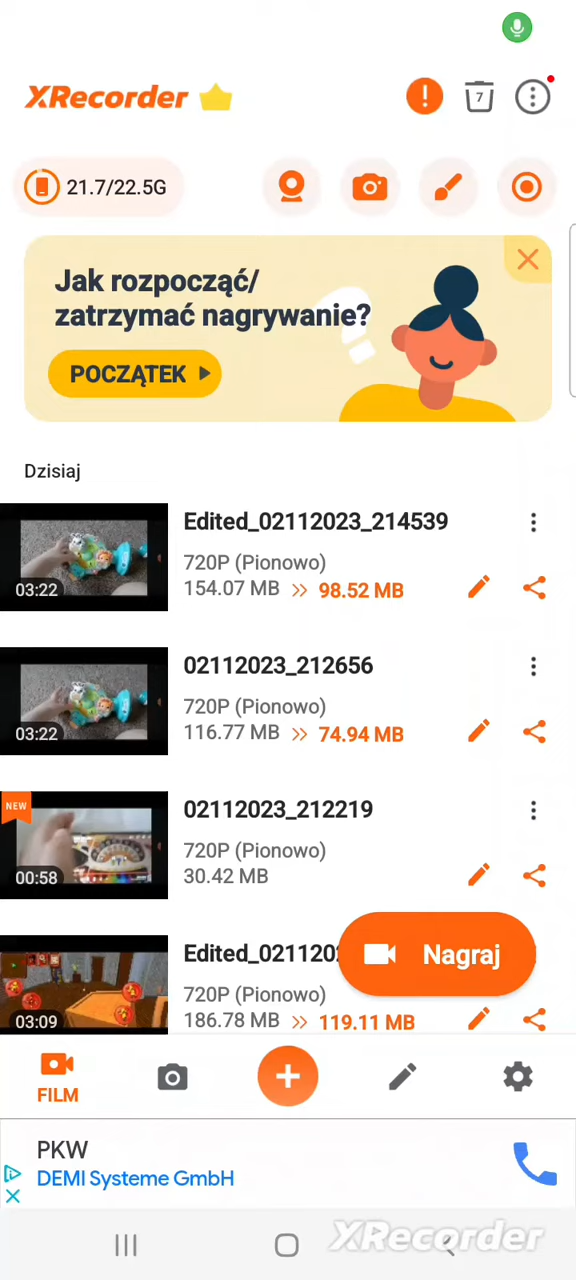 XRecorder
7
21.7/22.5G
Jak rozpocząć/
zatrzymać nagrywanie?
POCZĄTEK
Dzisiaj
Edited_02112023_214539
720P (Pionowo)
154.07 MB >> 98.52 MB
03:22
02112023_212656
720P (Pionowo)
116.77 MB >> 74.94 MB
03:22
NEW
02112023_212219
720P (Pionowo)
30.42 MB
00:58
Edited_021120
Nagraj
720P (Pionowo)
186.78 MB >> 119.11 MB
03:09
FILM
PKW
DEMI Systeme GmbH
XRecorder